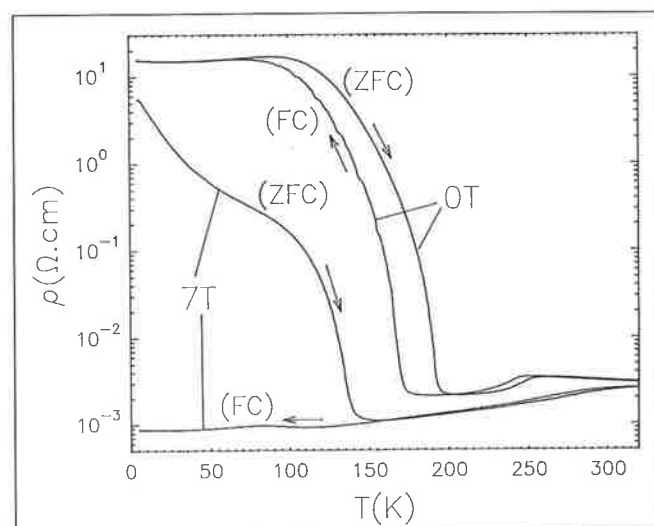 10¹
10⁰
10⁻¹
10⁻²
10⁻³
ρ(Ω.cm)
(ZFC)
(FC)
(ZFC)
0T
7T
(FC)
0 50 100 150 200 250 300
T(K)